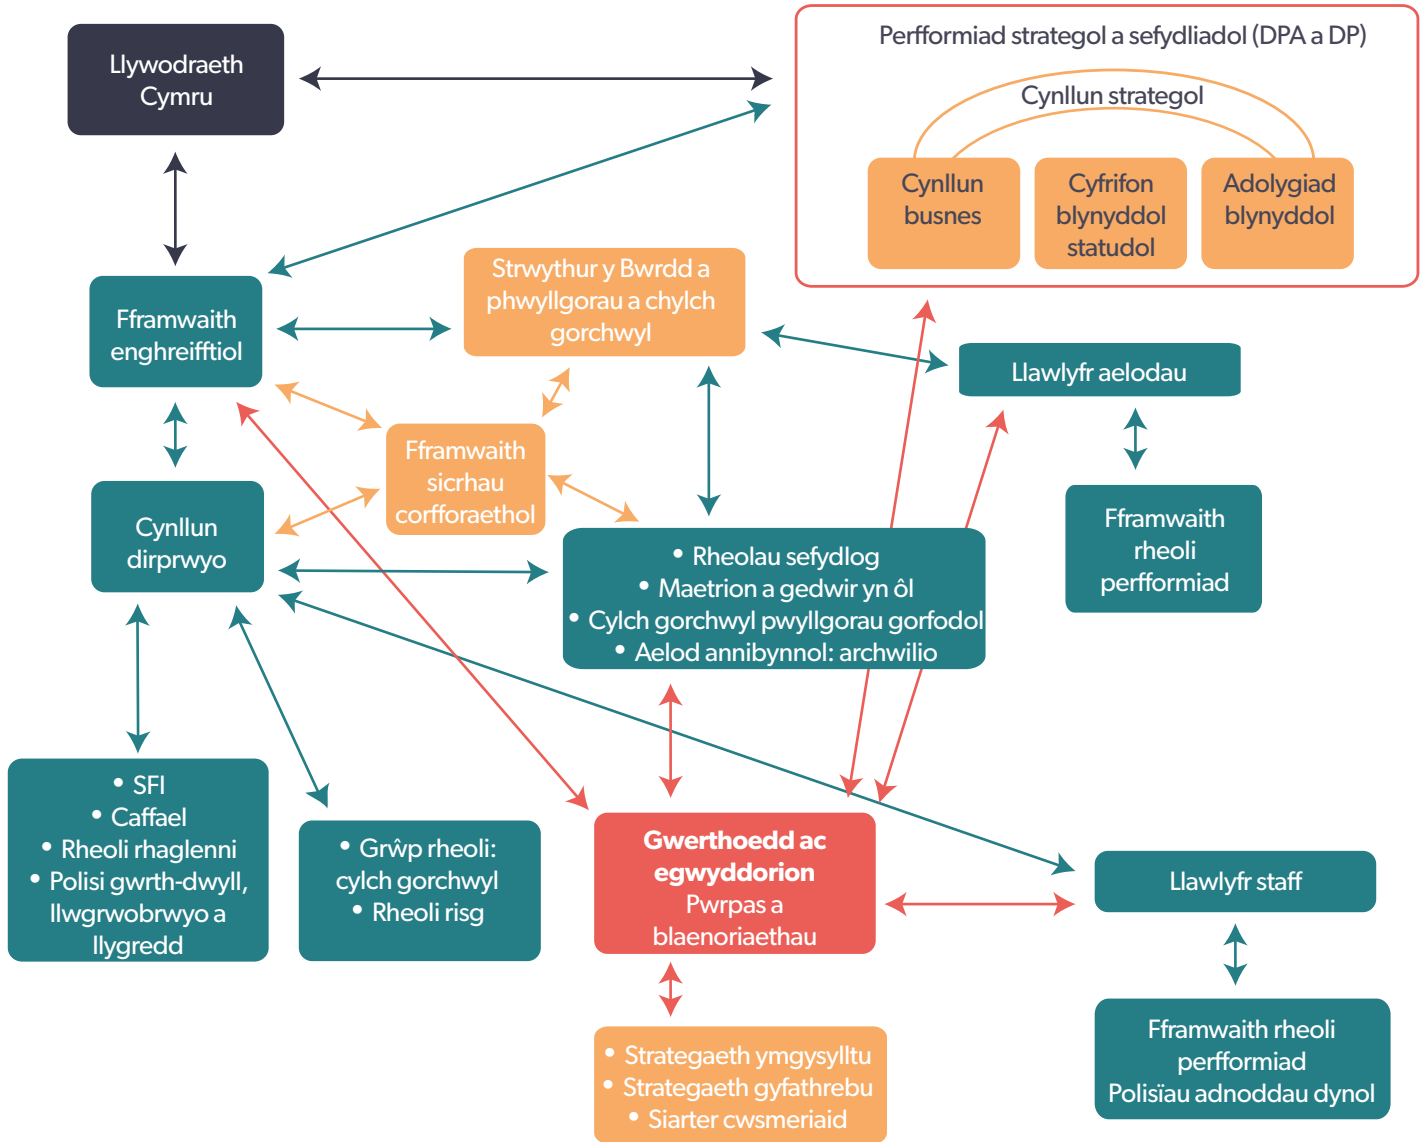 Llywodraeth
Cymru
Perfformiad strategol a sefydliadol (DPA a DP)
Cynllun strategol
Cynllun
busnes
Cyfrifon
blynyddol
statudol
Adolygiad
blynyddol
Fframwaith
enghreifftiol
Strwythur y Bwrdd a
phwyllgorau a chylch
gorchwyl
Llawlyfr aelodau
Fframwaith
sicrhau
corfforaethol
Cynllun
dirprwyo
Fframwaith
rheoli
perfformiad
• Rheolau sefydlog
• Maetrion a gedwir yn ôl
• Cylch gorchwyl pwyllgorau gorfodol
• Aelod annibynnol: archwilio
• SFI
• Caffael
• Rheoli rhaglenni
• Polisi gwrth-dwyll,
llwgrwobrwyo a
llygredd
• Grŵp rheoli:
cylch gorchwyl
• Rheoli risg
Gwerthoedd ac
egwyddorion
Pwrpas a
blaenoriaethau
Llawlyfr staff
• Strategaeth ymgysylltu
• Strategaeth gyfathrebu
• Siarter cwsmeriaid
Fframwaith rheoli
perfformiad
Polisïau adnoddau dynol